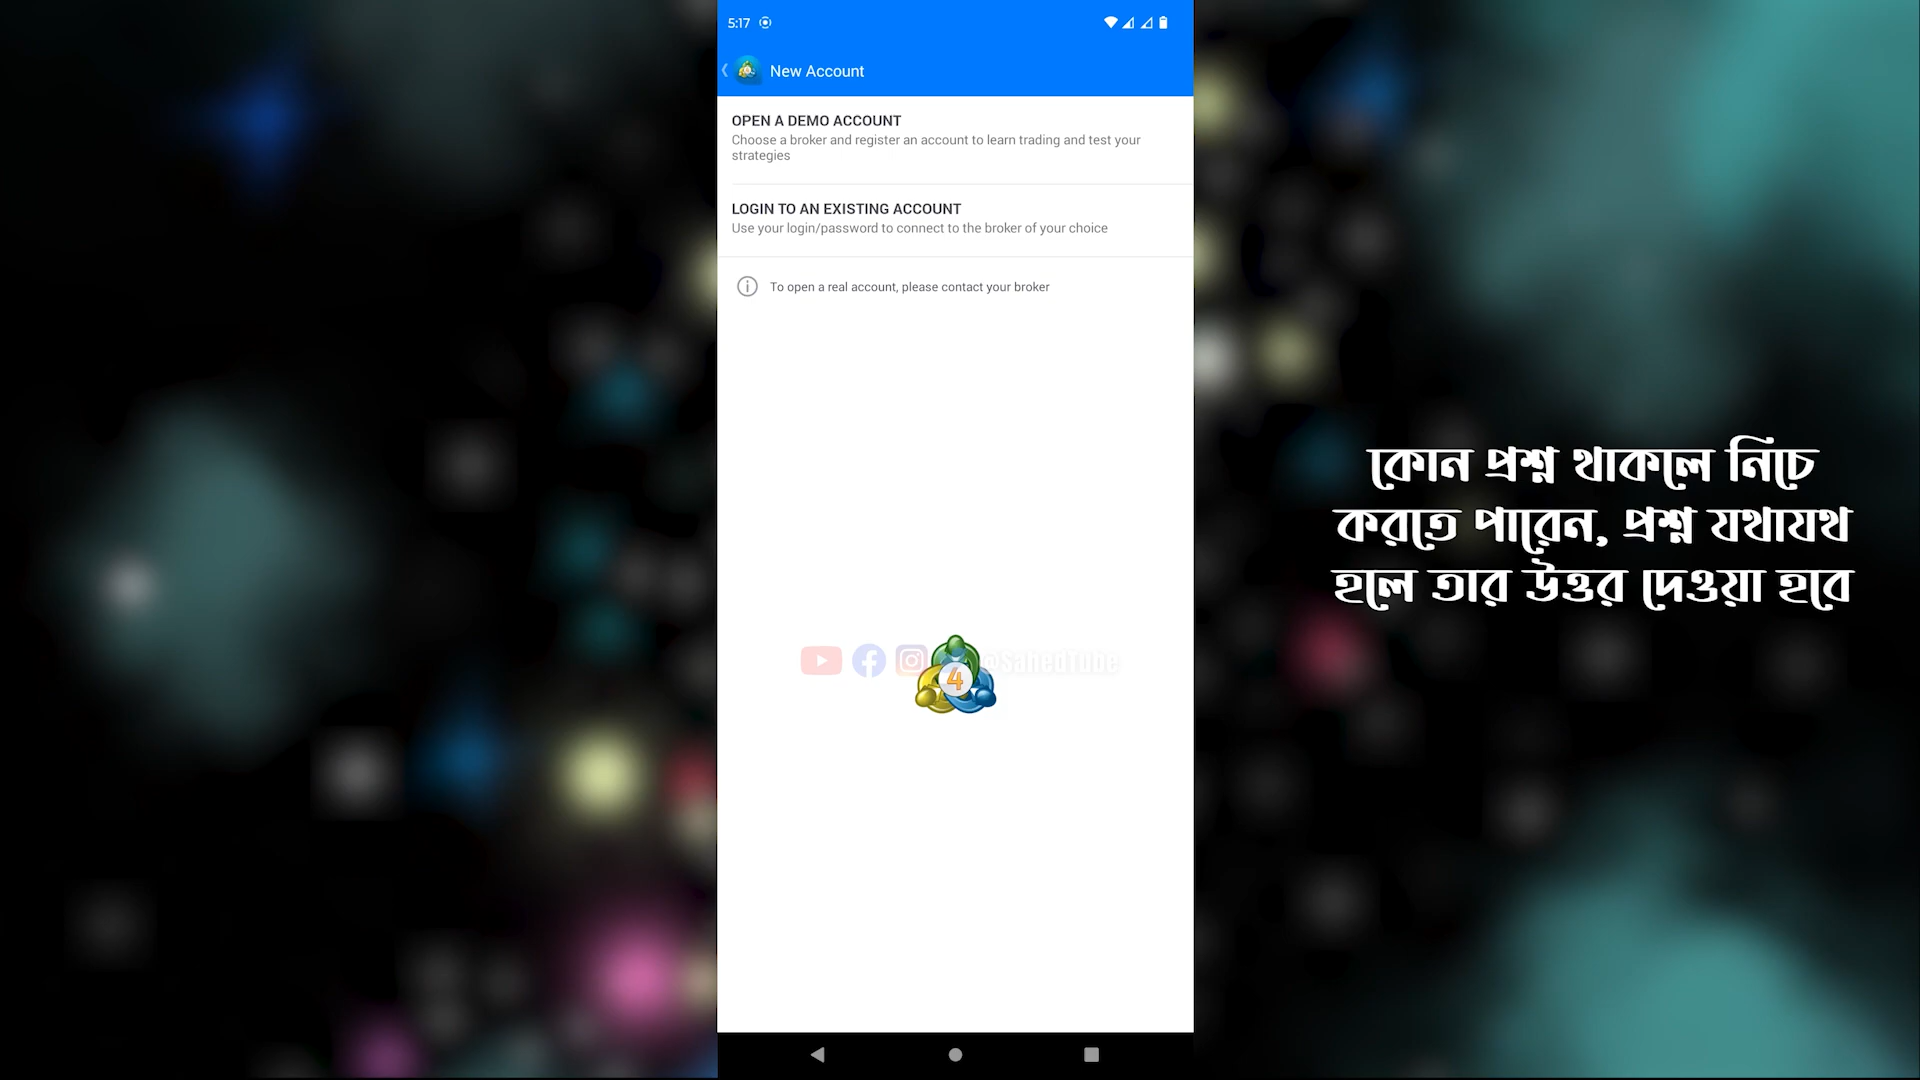 5:17
New Account
OPEN A DEMO ACCOUNT
Choose a broker and register an account to learn trading and test your
strategies
LOGIN TO AN EXISTING ACCOUNT
Use your login/password to connect to the broker of your choice
To open a real account, please contact your broker
@SahedTube
4
কোন প্রশ্ন থাকলে নিচে
করতে পারেন, প্রশ্ন যথাযথ
হলে তার উত্তর দেওয়া হবে